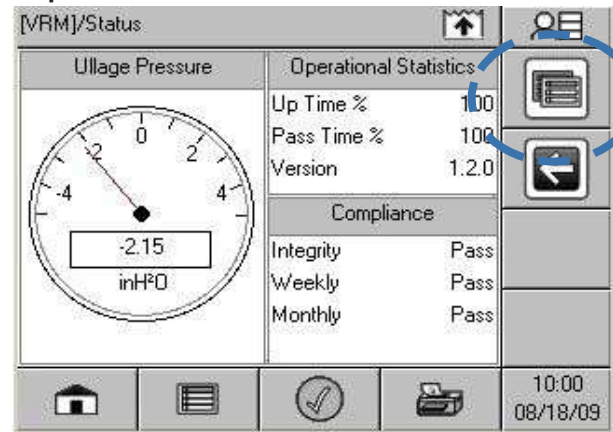 [VRM]/Status
Ullage Pressure
-4
-2
0
2
4
-2.15
inH²O
Operational Statistics
Up Time % 100
Pass Time % 100
Version 1.2.0
Compliance
Integrity Pass
Weekly Pass
Monthly Pass
10:00
08/18/09